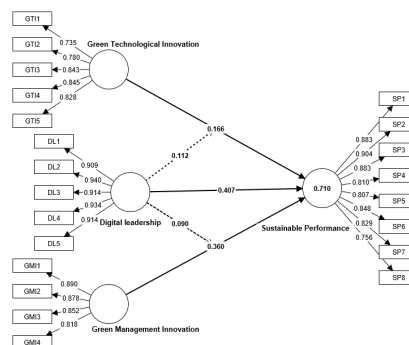 GTI1
GTI2
GTI3
GTI4
GTI5
0.735
0.780
0.843
0.845
0.828
Green Technological Innovation
0.166
DL1
DL2
DL3
DL4
DL5
0.909
0.940
0.914
0.934
0.914
Digital leadership
0.112
0.407
0.090
0.360
GMI1
GMI2
GMI3
GMI4
0.890
0.878
0.852
0.818
Green Management Innovation
0.710
Sustainable Performance
0.883
0.904
0.883
0.810
0.807
0.848
0.829
0.756
SP1
SP2
SP3
SP4
SP5
SP6
SP7
SP8